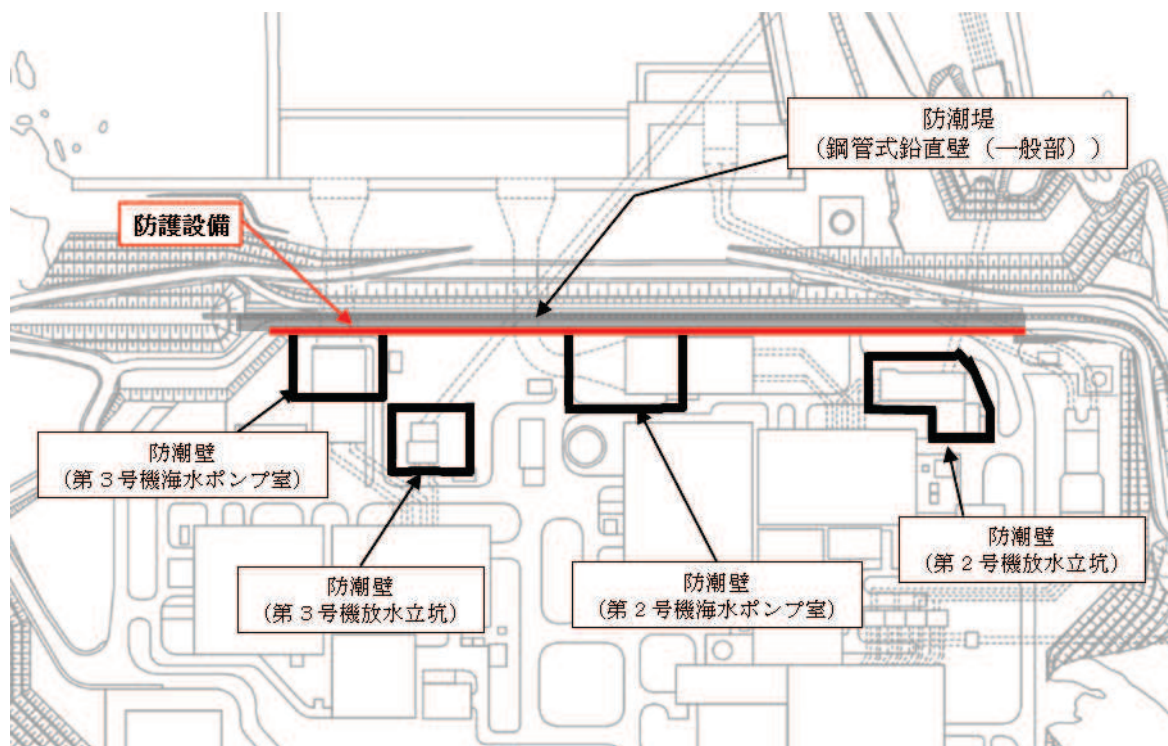 防潮堤
（鋼管式鉛直壁（一般部））
防護設備
防潮壁
（第３号機海水ポンプ室）
防潮壁
（第３号機放水立坑）
防潮壁
（第２号機海水ポンプ室）
防潮壁
（第２号機放水立坑）